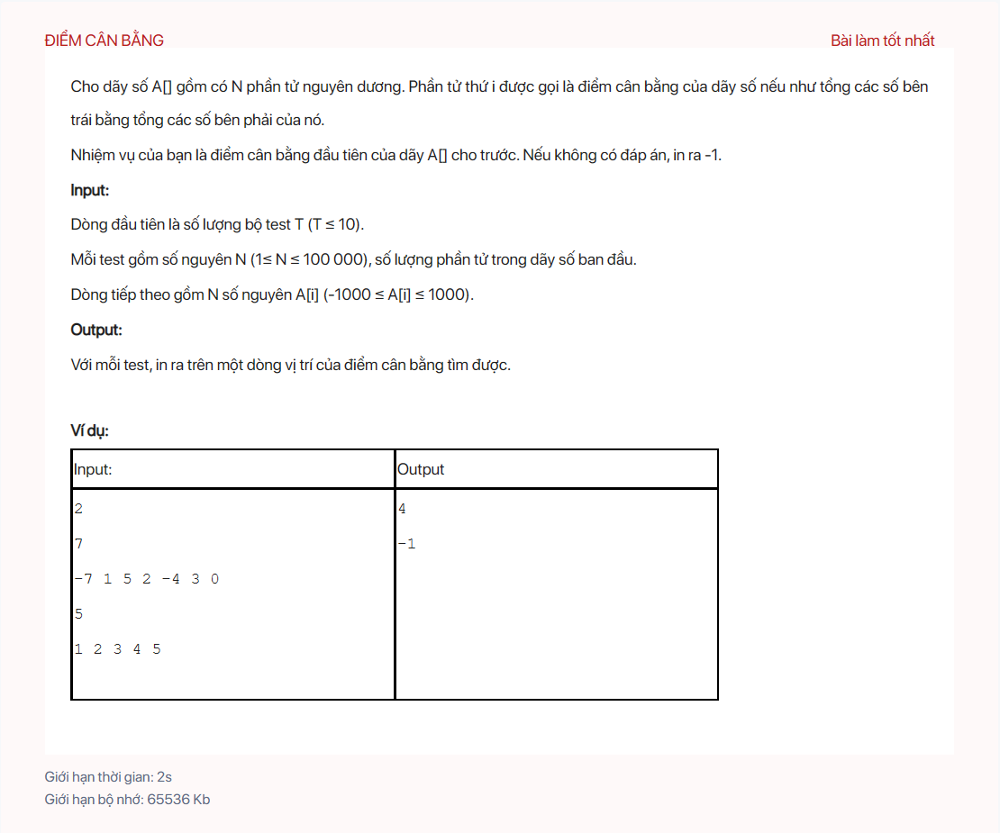 ĐIỂM CÂN BẰNG
Bài làm tốt nhất
Cho dãy số A[] gồm có N phần tử nguyên dương. Phần tử thứ i được gọi là điểm cân bằng của dãy số nếu như tổng các số bên
trái bằng tổng các số bên phải của nó.
Nhiệm vụ của bạn là điểm cân bằng đầu tiên của dãy A[] cho trước. Nếu không có đáp án, in ra -1.
Input:
Dòng đầu tiên là số lượng bộ test T (T ≤ 10).
Mỗi test gồm số nguyên N (1≤ N ≤ 100 000), số lượng phần tử trong dãy số ban đầu.
Dòng tiếp theo gồm N số nguyên A[i] (-1000 ≤ A[i] ≤ 1000).
Output:
Với mỗi test, in ra trên một dòng vị trí của điểm cân bằng tìm được.
Ví dụ:
Input:
Output
2
7
-7 1 5 2 -4 3 0
5
1 2 3 4 5
4
-1
Giới hạn thời gian: 2s
Giới hạn bộ nhớ: 65536 Kb